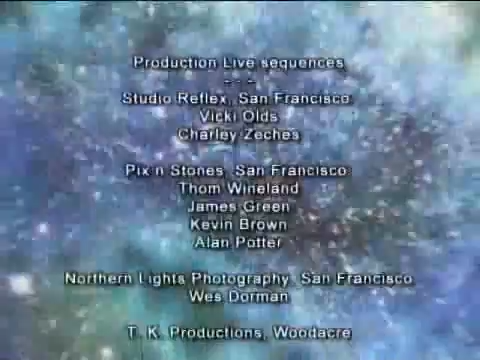 Production Live sequences
- - -
Studio Reflex, San Francisco
Vicki Olds
Charley Zeches
Pix n Stones, San Francisco
Thom Wineland
James Green
Kevin Brown
Alan Potter
Northern Lights Photography, San Francisco
Wes Dorman
T. K. Productions, Woodacre